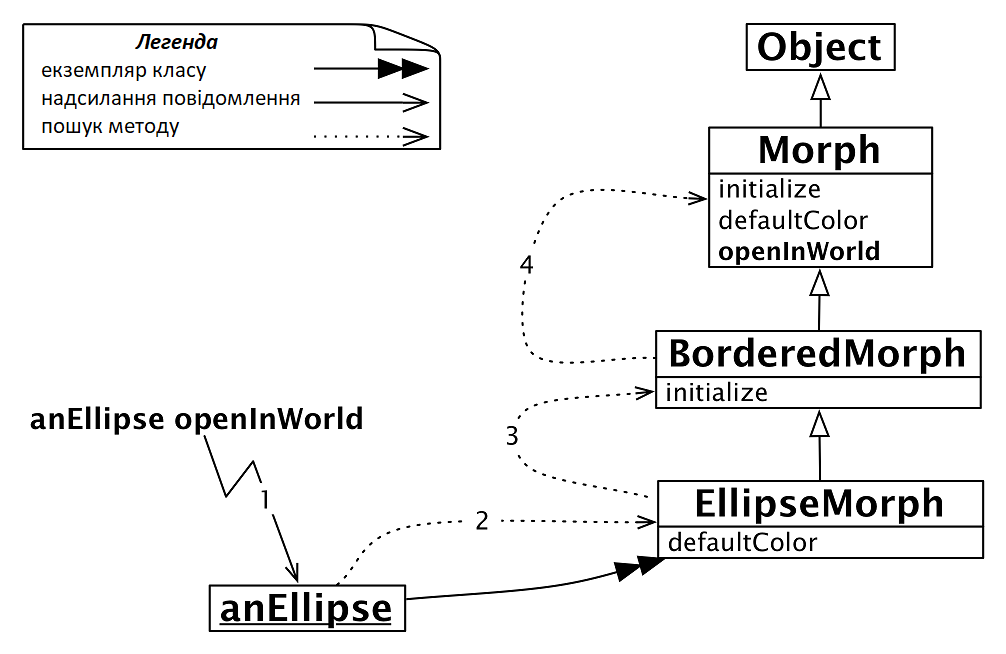 Легенда
екземпляр класу
надсилання повідомлення
пошук методу
Object
Morph
initialize
defaultColor
openInWorld
4
BorderedMorph
initialize
anEllipse openInWorld
3
1
EllipseMorph
2
defaultColor
anEllipse